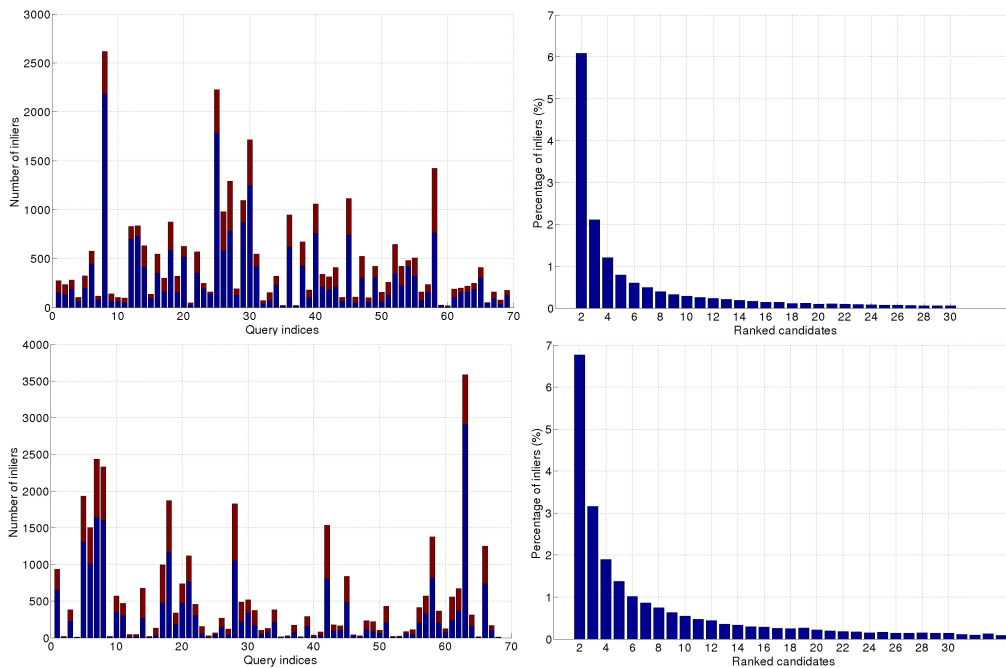 3000
2500
2000
1500
1000
500
0
Number of inliers
0 10 20 30 40 50 60 70
Query indices
7
6
5
4
3
2
1
0
Percentage of inliers (%)
2 4 6 8 10 12 14 16 18 20 22 24 26 28 30
Ranked candidates
4000
3500
3000
2500
2000
1500
1000
500
0
Number of inliers
0 10 20 30 40 50 60 70
Query indices
7
6
5
4
3
2
1
0
Percentage of inliers (%)
2 4 6 8 10 12 14 16 18 20 22 24 26 28 30
Ranked candidates